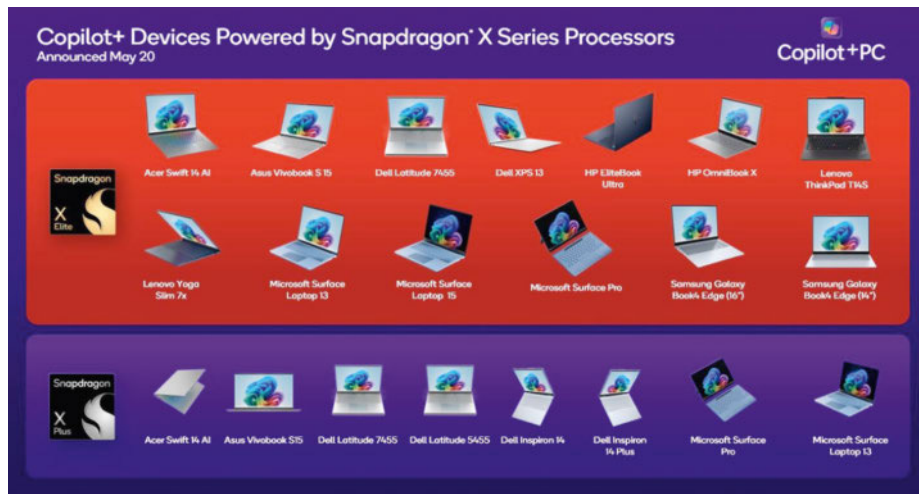 Copilot+ Devices Powered by Snapdragon® X Series Processors
Announced May 20
Copilot+PC
Snapdragon
X
Elite
Acer Swift 14 AI
Asus Vivobook S 15
Dell Latitude 7455
Dell XPS 13
HP EliteBook
Ultra
HP OmniBook X
Lenovo
ThinkPad T14S
Lenovo Yoga
Slim 7x
Microsoft Surface
Laptop 13
Microsoft Surface
Laptop 15
Microsoft Surface Pro
Samsung Galaxy
Book4 Edge (16")
Samsung Galaxy
Book4 Edge (14")
Snapdragon
X
Plus
Acer Swift 14 AI
Asus Vivobook S15
Dell Latitude 7455
Dell Latitude 5455
Dell Inspiron 14
Dell Inspiron
14 Plus
Microsoft Surface
Pro
Microsoft Surface
Laptop 13